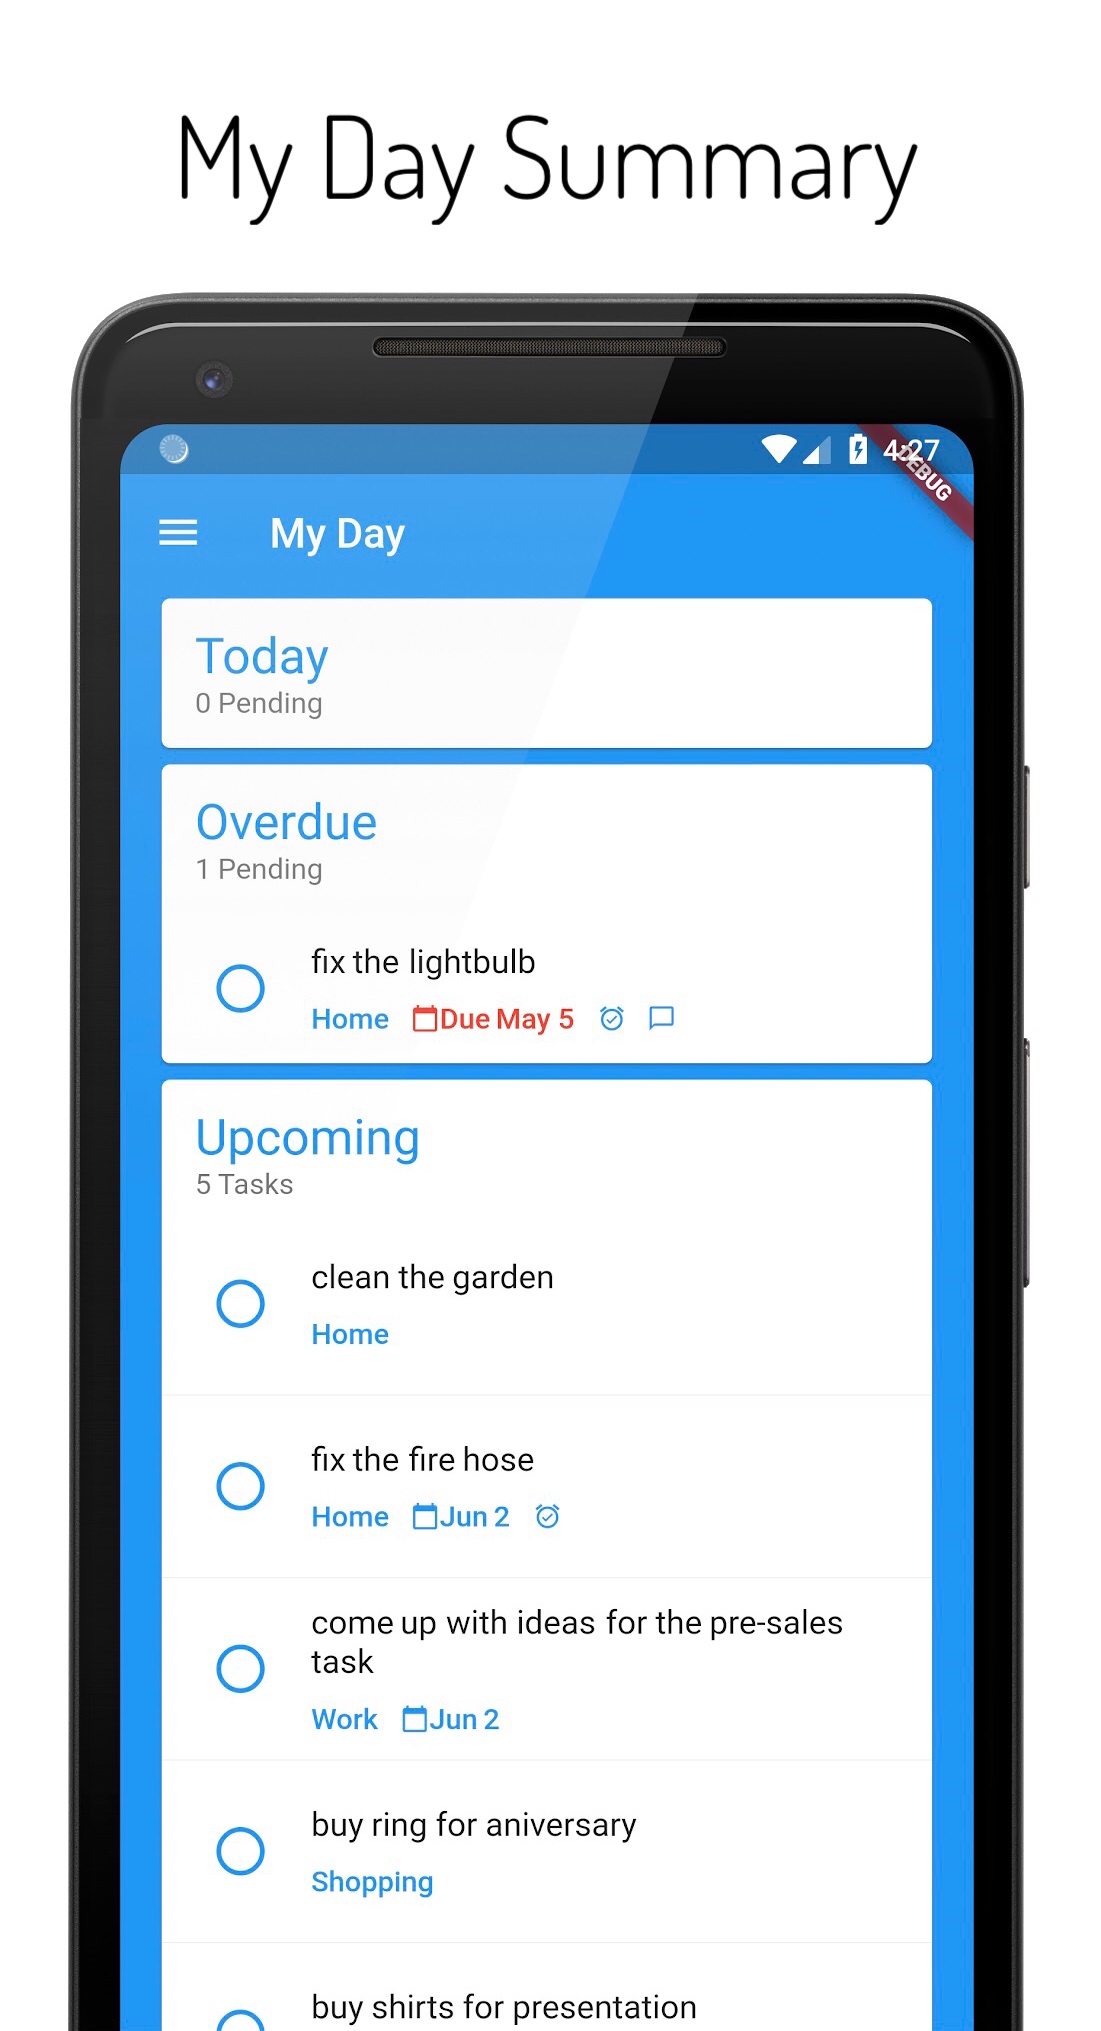 My Day Summary
4:27
DEBUG
My Day
Today
0 Pending
Overdue
1 Pending
fix the lightbulb
Home Due May 5
Upcoming
5 Tasks
clean the garden
Home
fix the fire hose
Home Jun 2
come up with ideas for the pre-sales
task
Work Jun 2
buy ring for aniversary
Shopping
buy shirts for presentation